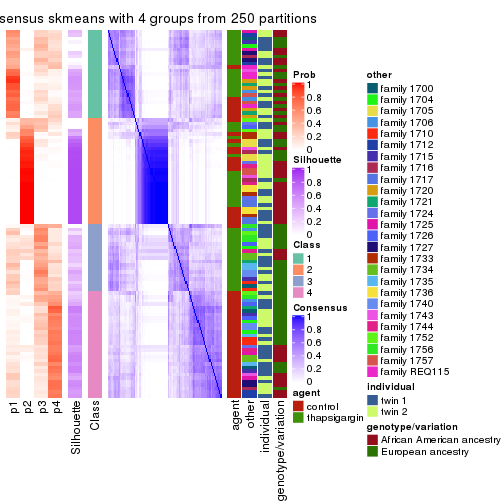 sensus skmeans with 4 groups from 250 partitions
p1
p2
p3
p4
Silhouette
Class
agent
other
individual
genotype/variation
Prob
1
0.8
0.6
0.4
0.2
0
Silhouette
1
0.8
0.6
0.4
0.2
0
Class
1
2
3
4
Consensus
1
0.8
0.6
0.4
0.2
0
agent
control
thapsigargin
other
family 1700
family 1704
family 1705
family 1706
family 1710
family 1712
family 1715
family 1716
family 1717
family 1720
family 1721
family 1724
family 1725
family 1726
family 1727
family 1733
family 1734
family 1735
family 1736
family 1740
family 1743
family 1744
family 1752
family 1756
family 1757
family REQ115
individual
twin 1
twin 2
genotype/variation
African American ancestry
European ancestry